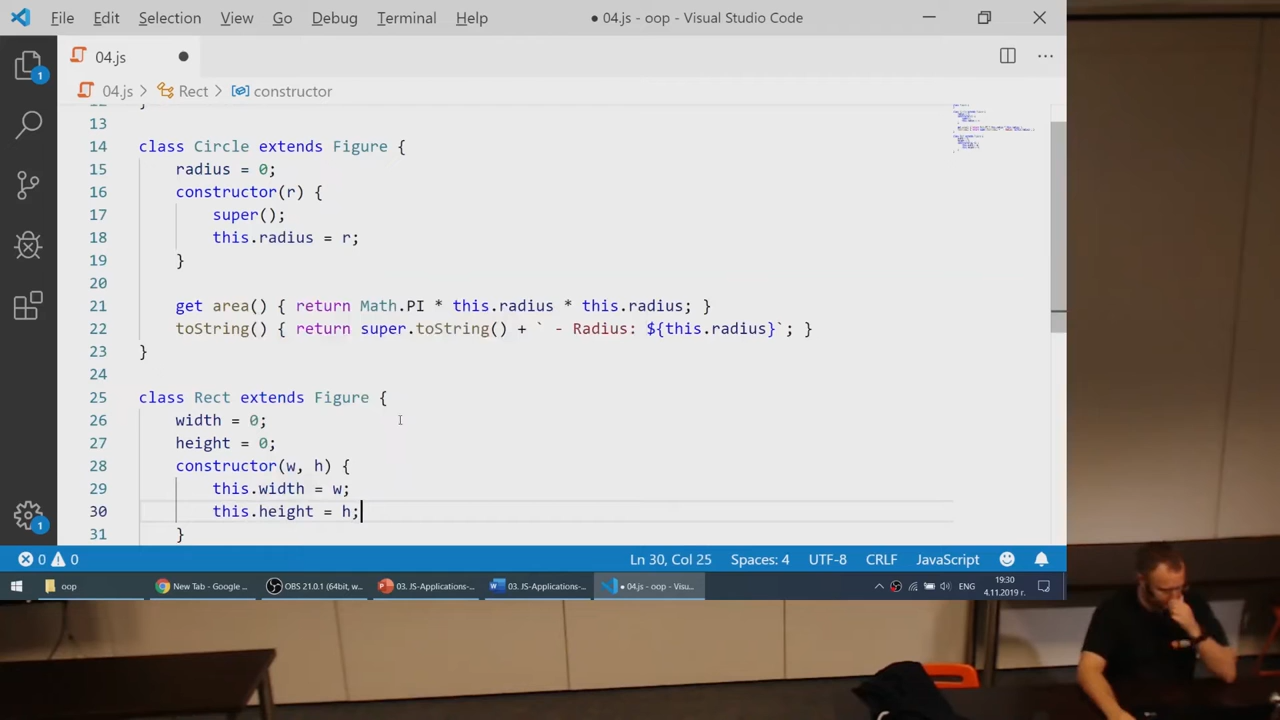 File Edit Selection View Go Debug Terminal Help ● 04.js - oop - Visual Studio Code
04.js ●
1
04.js > Rect > constructor
13
14 class Circle extends Figure {
15 radius = 0;
16 constructor(r) {
17 super();
18 this.radius = r;
19 }
20
21 get area() { return Math.PI * this.radius * this.radius; }
22 toString() { return super.toString() + ` - Radius: ${this.radius}`; }
23 }
24
25 class Rect extends Figure {
26 width = 0;
27 height = 0;
28 constructor(w, h) {
29 this.width = w;
30 this.height = h;
31 }
1
0 0 Ln 30, Col 25 Spaces: 4 UTF-8 CRLF JavaScript
oop New Tab - Google ... OBS 21.0.1 (64bit, w... 03. JS-Applications-... 03. JS-Applications-... ● 04.js - oop - Visu... ЕНГ 19:30
4.11.2019 г.